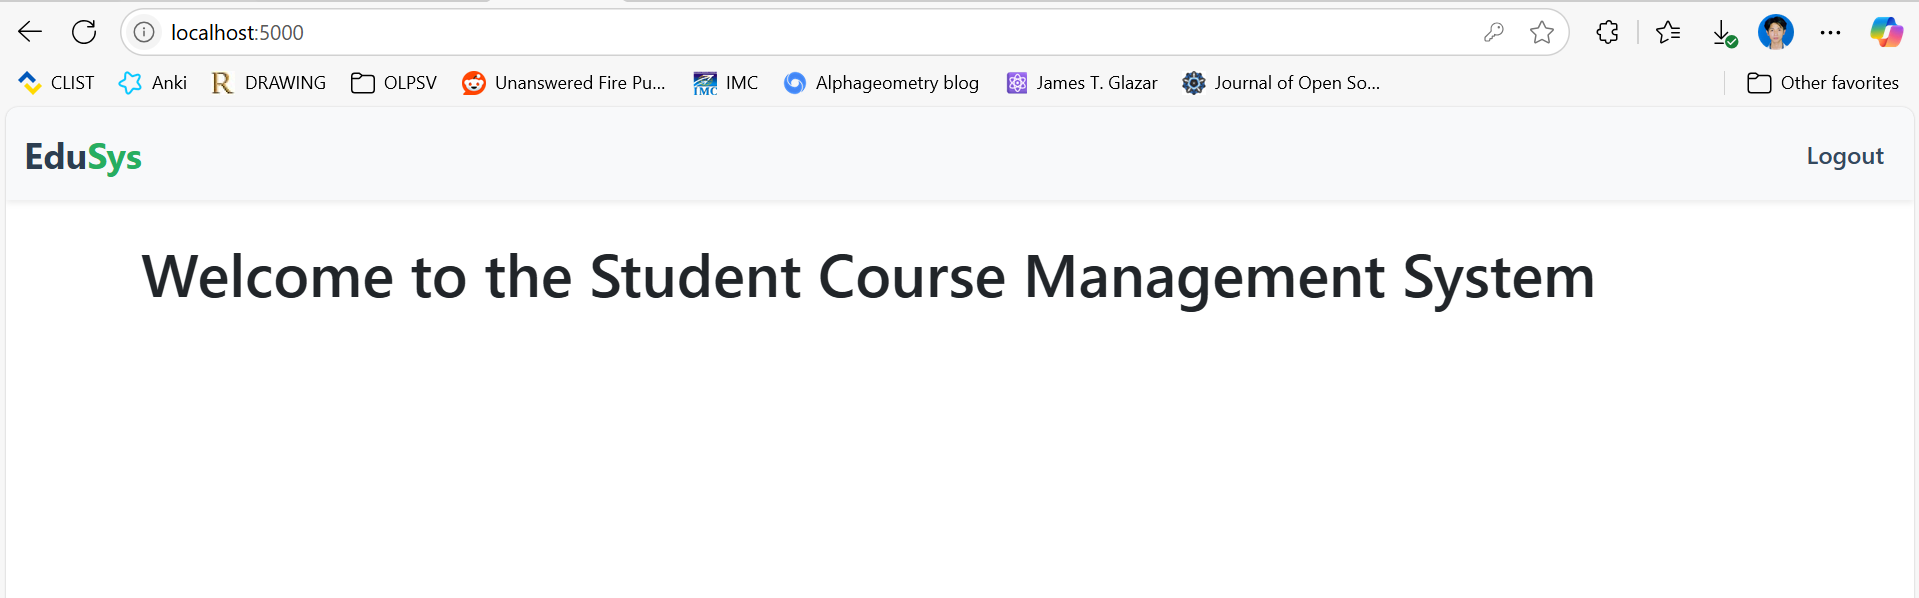 localhost:5000
CLIST Anki DRAWING OLPSV Unanswered Fire Pu... IMC Alphageometry blog James T. Glazar Journal of Open So... Other favorites
EduSys Logout
Welcome to the Student Course Management System